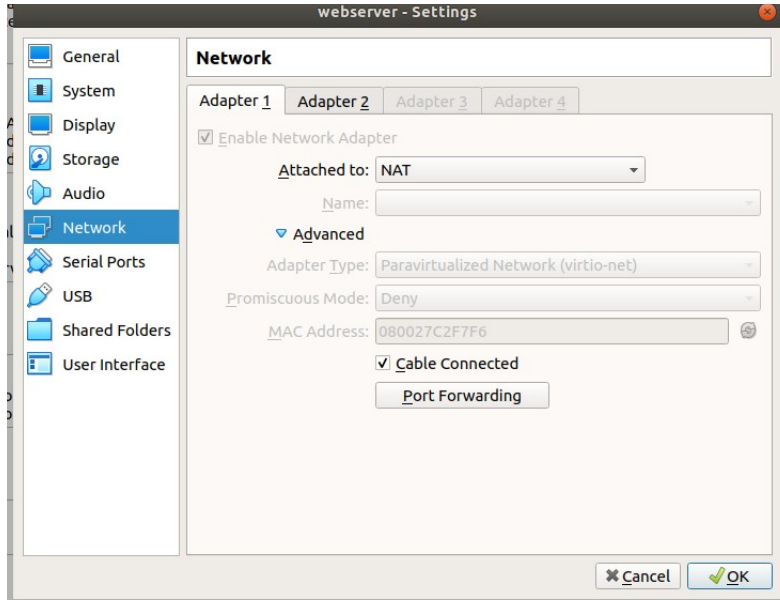 webserver - Settings
General
System
Display
Storage
Audio
Network
Serial Ports
USB
Shared Folders
User Interface
Network
Adapter 1 Adapter 2 Adapter 3 Adapter 4
Enable Network Adapter
Attached to: NAT
Name:
Advanced
Adapter Type: Paravirtualized Network (virtio-net)
Promiscuous Mode: Deny
MAC Address: 080027C2F7F6
Cable Connected
Port Forwarding
Cancel OK